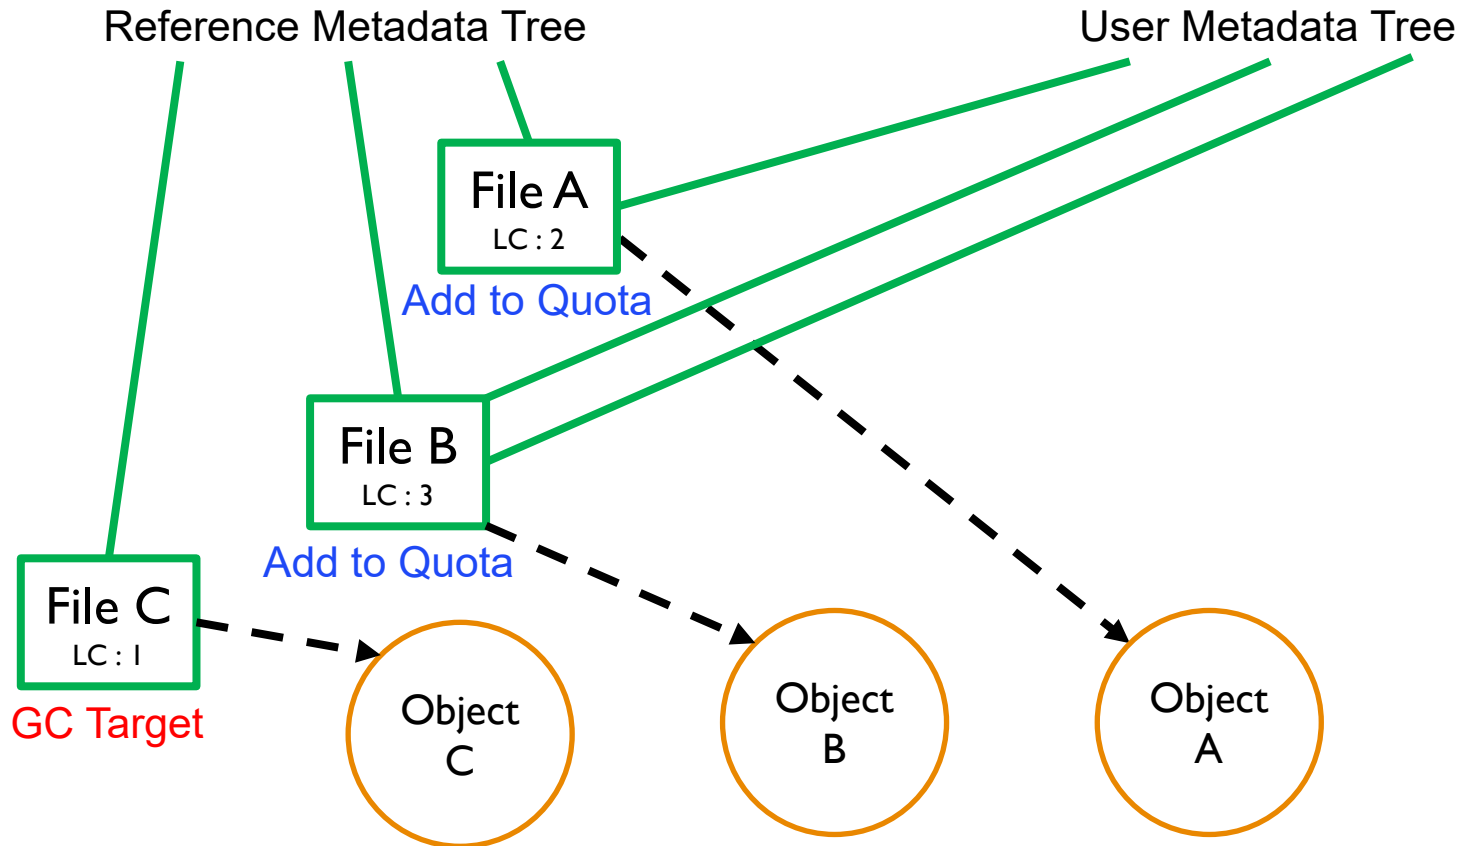 Reference Metadata Tree
User Metadata Tree
File A
LC : 2
Add to Quota
File B
LC : 3
Add to Quota
File C
LC : 1
GC Target
Object
C
Object
B
Object
A